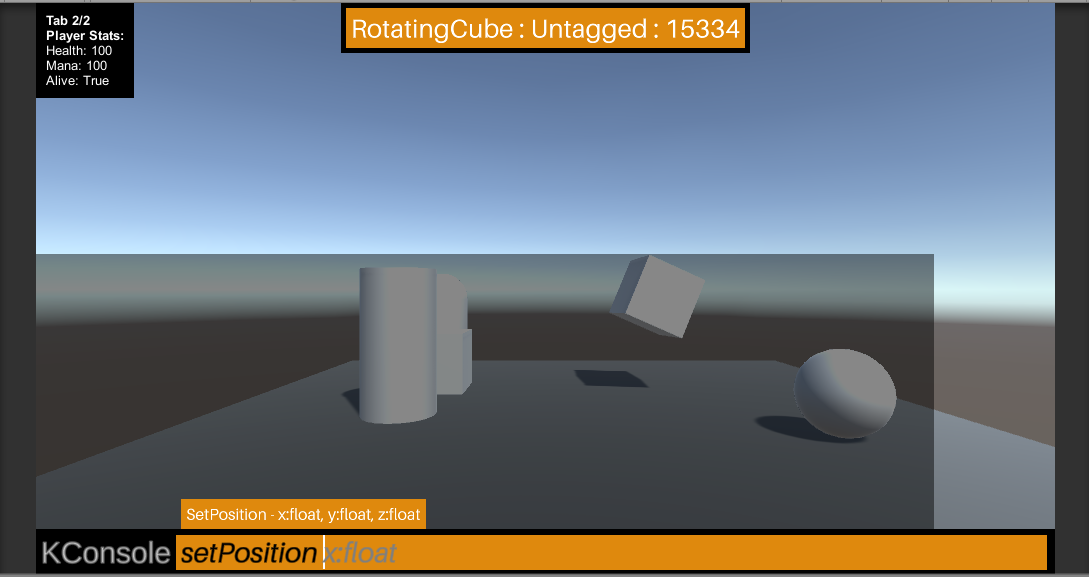 Tab 2/2
Player Stats:
Health: 100
Mana: 100
Alive: True
RotatingCube : Untagged : 15334
SetPosition - x:float, y:float, z:float
KConsole setPosition x:float